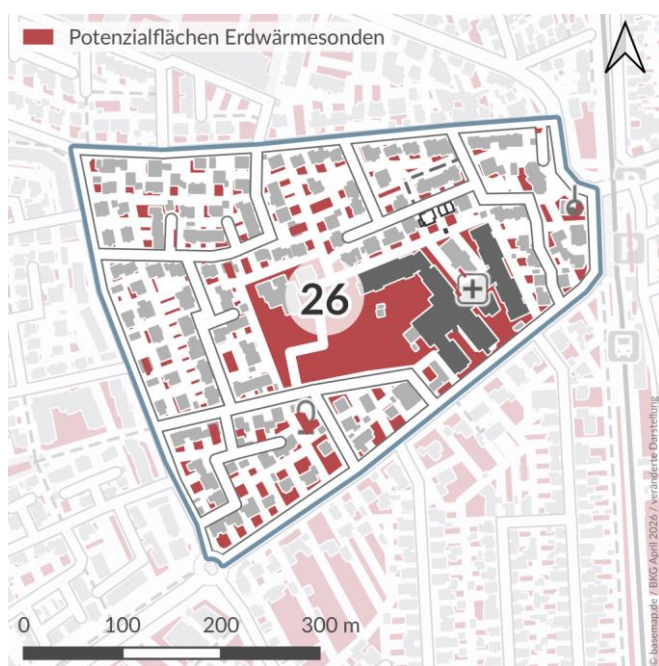 Potenzialflächen Erdwärmesonden
26
0 100 200 300 m
© basemap.de / BKG April 2026 / veränderte Darstellung